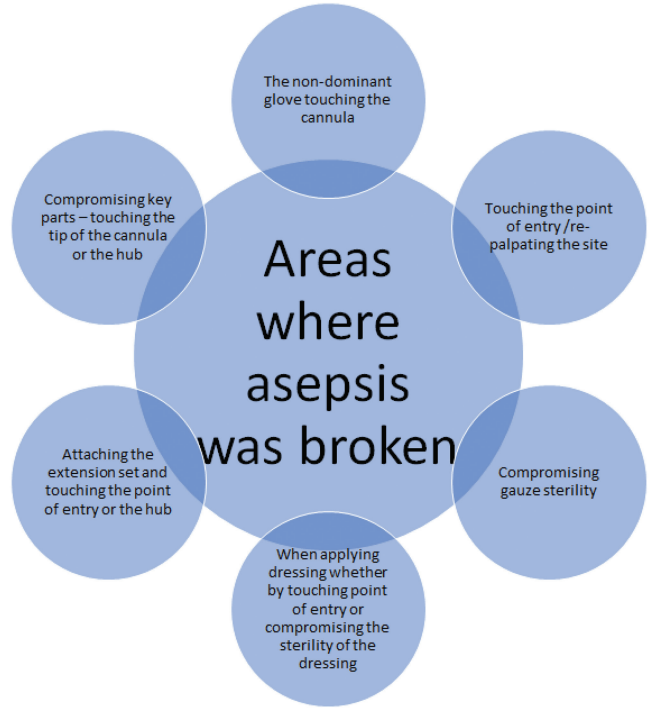 The non-dominant
glove touching the
cannula
Compromising key
parts – touching the
tip of the cannula
or the hub
Touching the point
of entry /re-
palpating the site
Areas
where
asepsis
was broken
Attaching the
extension set and
touching the point
of entry or the hub
Compromising
gauze sterility
When applying
dressing whether
by touching point
of entry or
compromising the
sterility of the
dressing